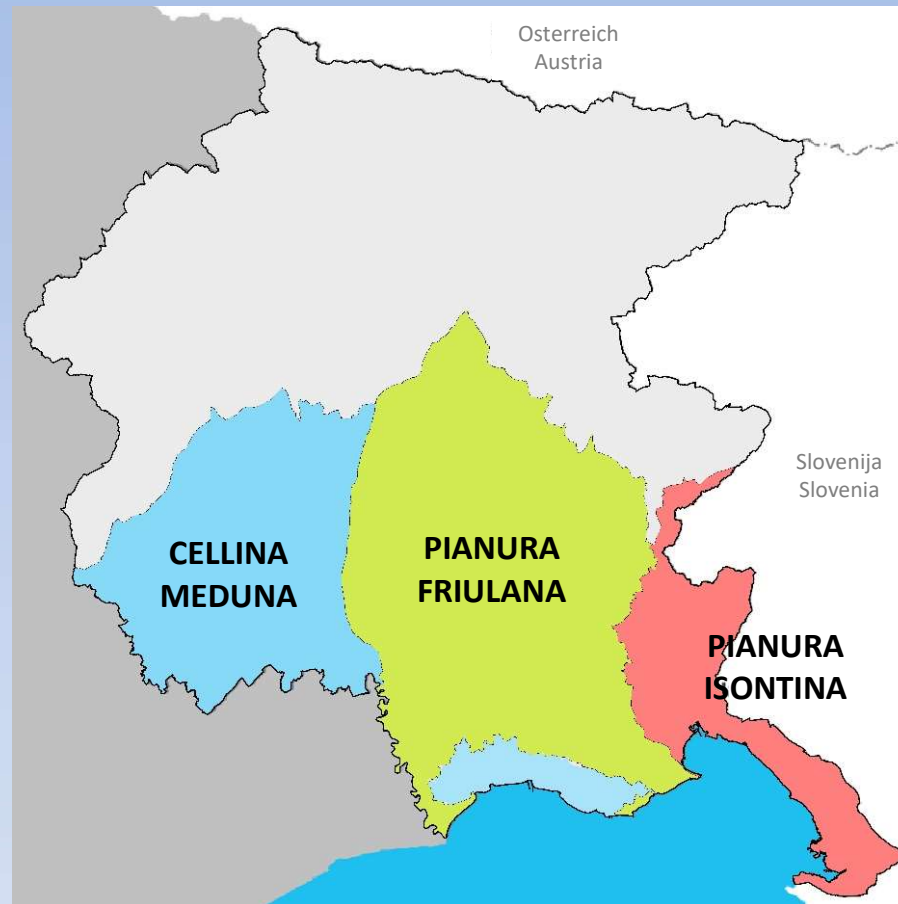 Osterreich
Austria
Slovenija
Slovenia
CELLINA
MEDUNA
PIANURA
FRIULANA
PIANURA
ISONTINA